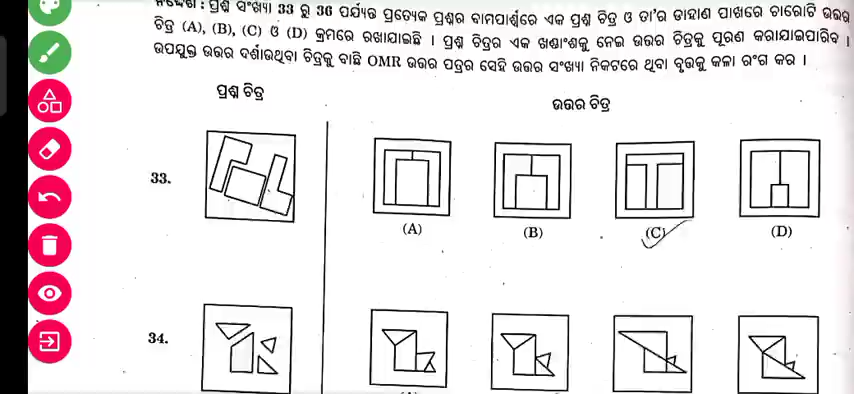 ନିର୍ଦ୍ଦେଶ : ପ୍ରଶ୍ନ ସଂଖ୍ୟା 33 ରୁ 36 ପର୍ଯ୍ୟନ୍ତ ପ୍ରତ୍ୟେକ ପ୍ରଶ୍ନର ବାମପାର୍ଶ୍ୱରେ ଏକ ପ୍ରଶ୍ନ ଚିତ୍ର ଓ ତା'ର ଡାହାଣ ପାଖରେ ଚାରୋଟି ଉତ୍ତର
ଚିତ୍ର (A), (B), (C) ଓ (D) କ୍ରମରେ ରଖାଯାଇଛି । ପ୍ରଶ୍ନ ଚିତ୍ରର ଏକ ଖଣ୍ଡାଂଶକୁ ନେଇ ଉତ୍ତର ଚିତ୍ରକୁ ପୂରଣ କରାଯାଇପାରିବ ।
ଉପଯୁକ୍ତ ଉତ୍ତର ଦର୍ଶାଉଥିବା ଚିତ୍ରକୁ ବାଛି OMR ଉତ୍ତର ପତ୍ରର ସେହି ଉତ୍ତର ସଂଖ୍ୟା ନିକଟରେ ଥିବା ବୃତ୍ତକୁ କଳା ରଂଗ କର ।
ପ୍ରଶ୍ନ ଚିତ୍ର
ଉତ୍ତର ଚିତ୍ର
33.
(A) (B) (C) (D)
34.